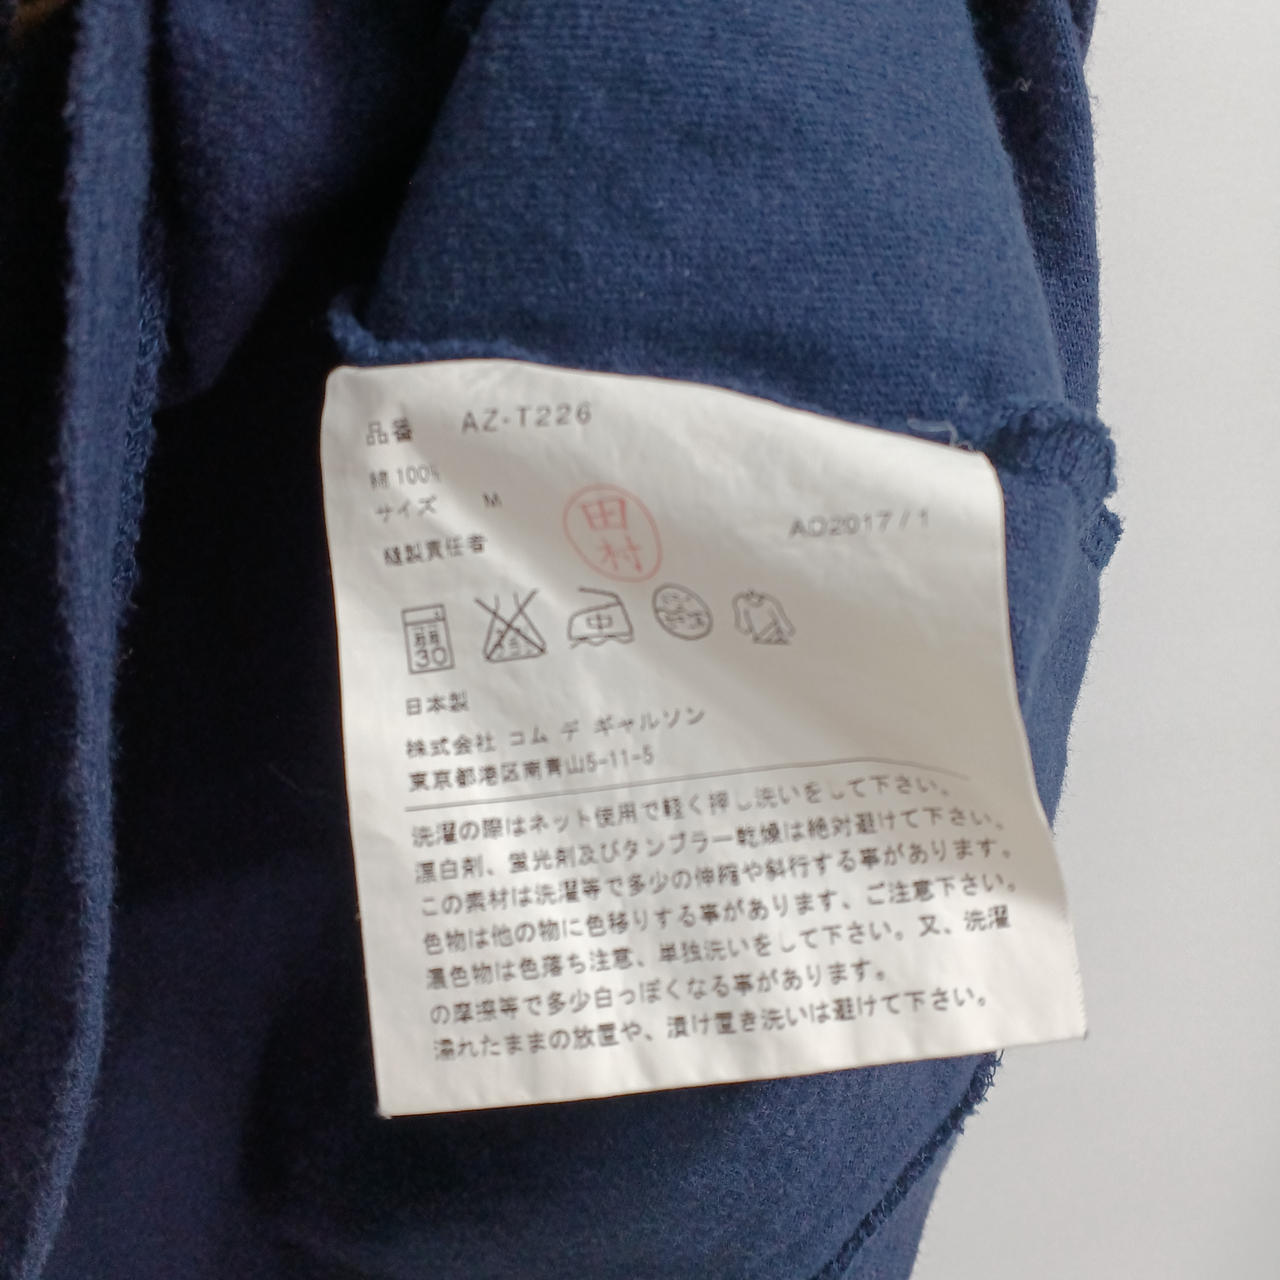 品番 AZ-T226
綿 100%
サイズ M
縫製責任者 田村
AD2017/1
弱 30
中
日本製
株式会社 コム デ ギャルソン
東京都港区南青山5-11-5
洗濯の際はネット使用で軽く押し洗いをして下さい。
漂白剤、蛍光剤及びタンブラー乾燥は絶対避けて下さい。
この素材は洗濯等で多少の伸縮や斜行する事があります。
色物は他の物に色移りする事があります、ご注意下さい。
濃色物は色落ち注意、単独洗いをして下さい。又、洗濯
の摩擦等で多少白っぽくなる事があります。
濡れたままの放置や、漬け置き洗いは避けて下さい。